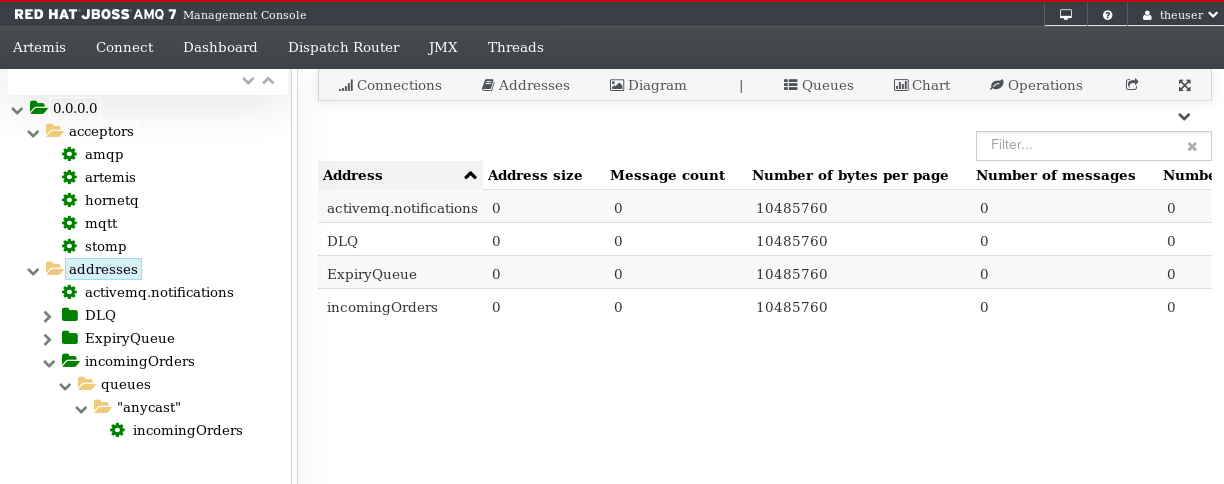 RED HAT® JBOSS® AMQ 7 Management Console theuser
Artemis Connect Dashboard Dispatch Router JMX Threads
0.0.0.0
acceptors
amqp
artemis
hornetq
mqtt
stomp
addresses
activemq.notifications
DLQ
ExpiryQueue
incomingOrders
queues
"anycast"
incomingOrders
Connections Addresses Diagram | Queues Chart Operations
Filter...
Address Address size Message count Number of bytes per page Number of messages Numbe
activemq.notifications 0 0 10485760 0 0
DLQ 0 0 10485760 0 0
ExpiryQueue 0 0 10485760 0 0
incomingOrders 0 0 10485760 0 0